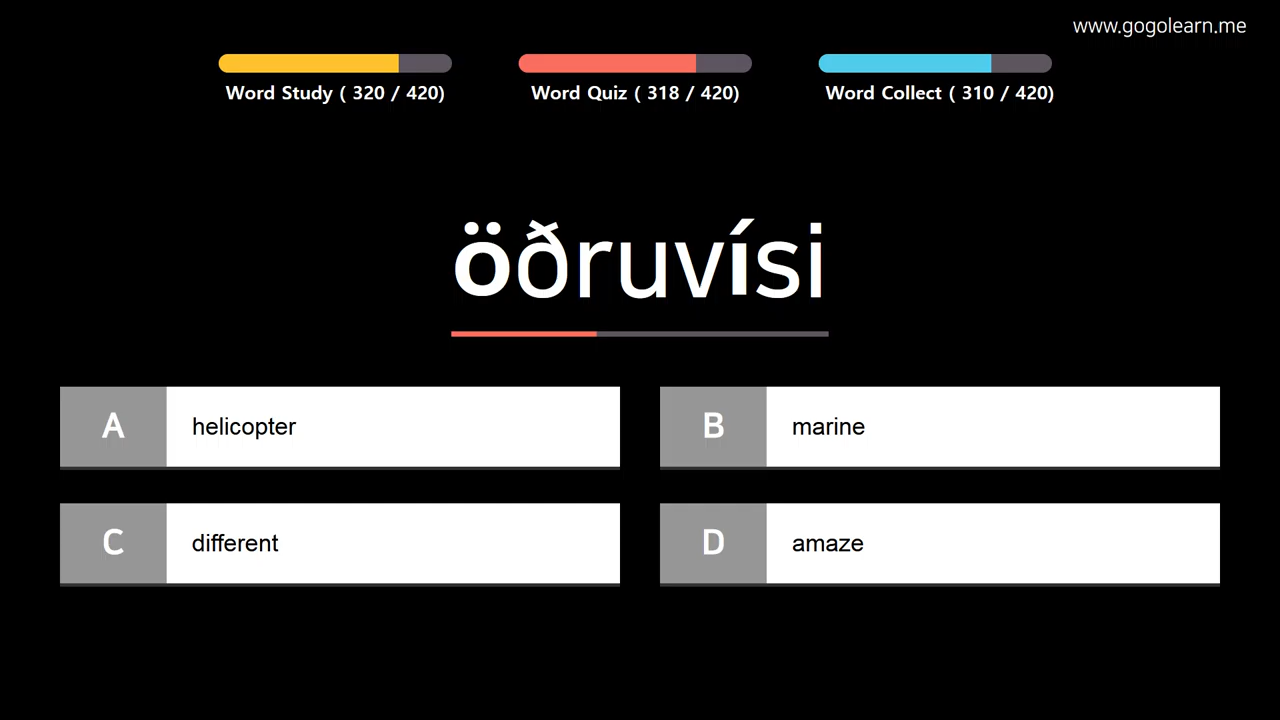 www.gogolearn.me
Word Study ( 320 / 420)
Word Quiz ( 318 / 420)
Word Collect ( 310 / 420)
öðruvísi
A helicopter
B marine
C different
D amaze